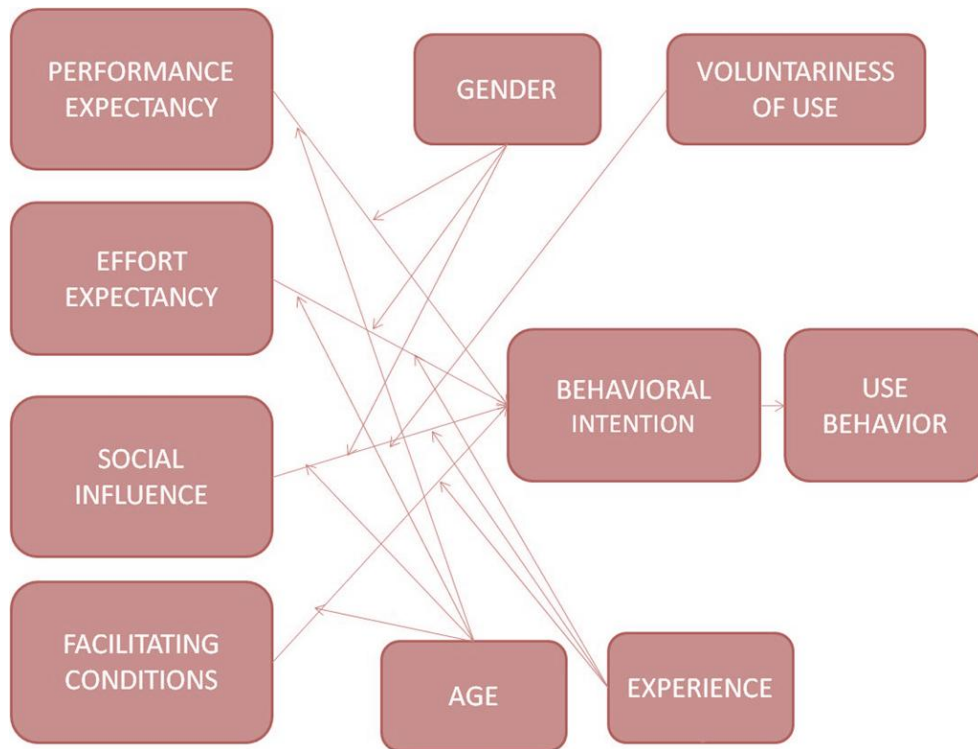 PERFORMANCE
EXPECTANCY
GENDER
VOLUNTARINESS
OF USE
EFFORT
EXPECTANCY
BEHAVIORAL
INTENTION
USE
BEHAVIOR
SOCIAL
INFLUENCE
FACILITATING
CONDITIONS
AGE
EXPERIENCE